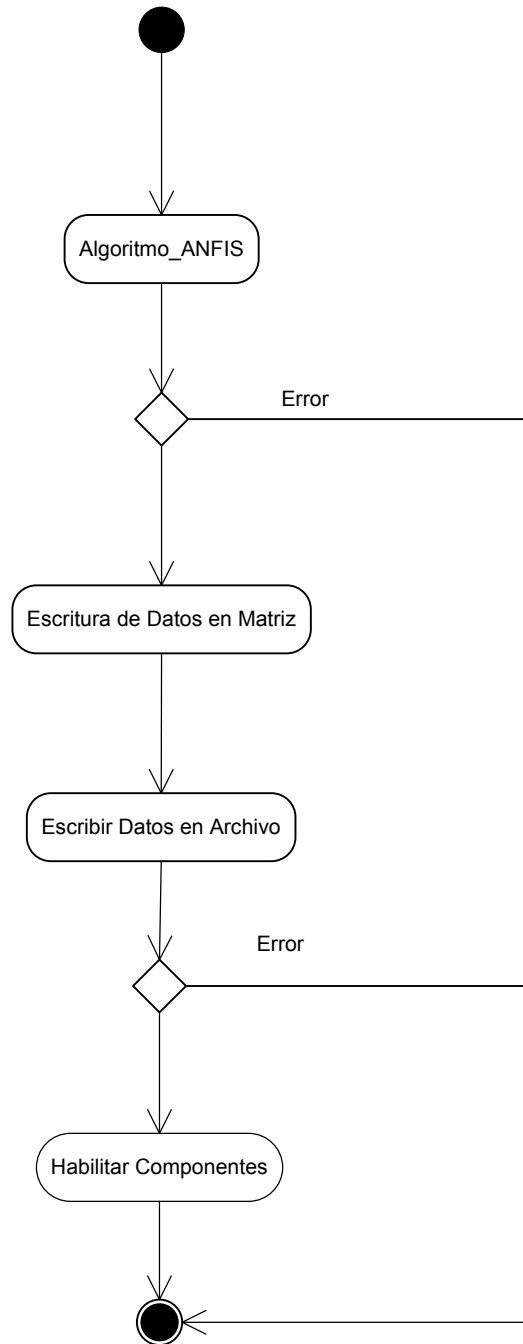 Algoritmo_ANFIS
Error
Escritura de Datos en Matriz
Escribir Datos en Archivo
Error
Habilitar Componentes